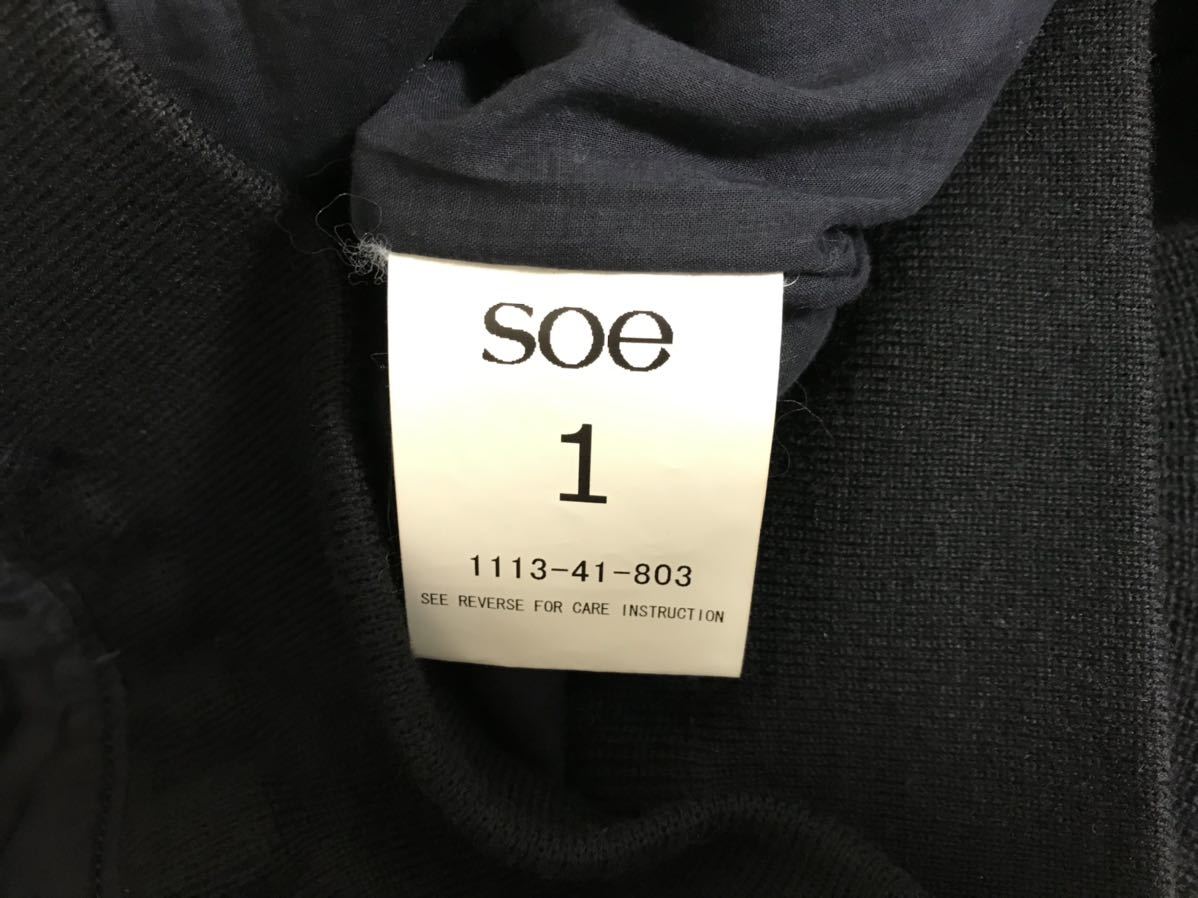 soe
1
1113-41-803
SEE REVERSE FOR CARE INSTRUCTION